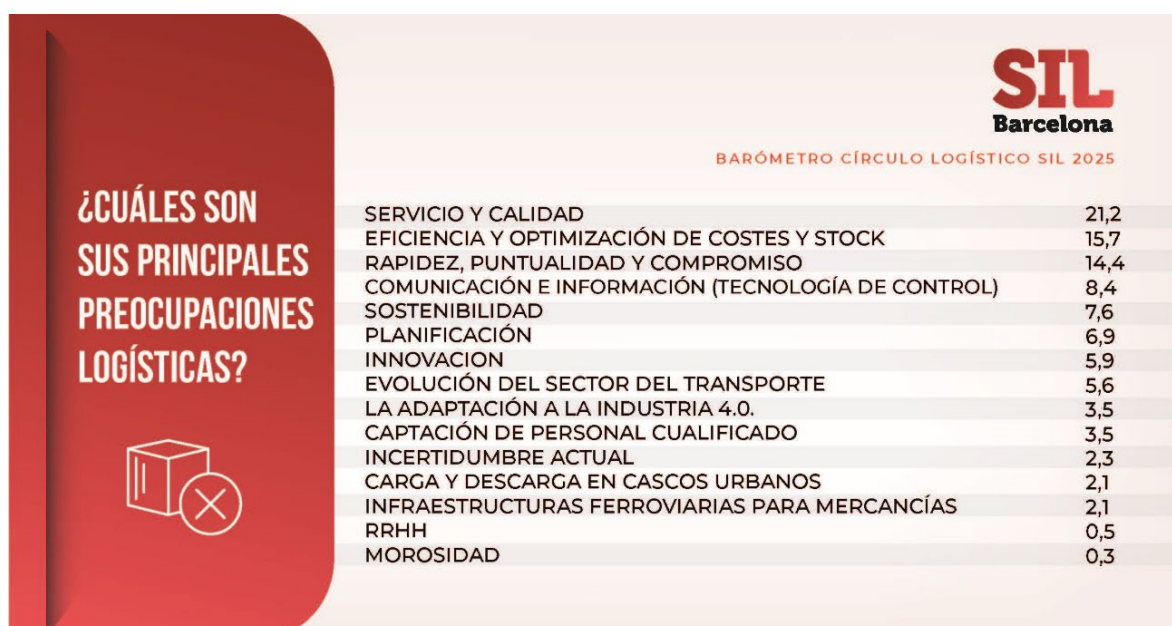 SIL
Barcelona
BARÓMETRO CÍRCULO LOGÍSTICO SIL 2025
¿CUÁLES SON
SUS PRINCIPALES
PREOCUPACIONES
LOGÍSTICAS?
SERVICIO Y CALIDAD 21,2
EFICIENCIA Y OPTIMIZACIÓN DE COSTES Y STOCK 15,7
RAPIDEZ, PUNTUALIDAD Y COMPROMISO 14,4
COMUNICACIÓN E INFORMACIÓN (TECNOLOGÍA DE CONTROL) 8,4
SOSTENIBILIDAD 7,6
PLANIFICACIÓN 6,9
INNOVACION 5,9
EVOLUCIÓN DEL SECTOR DEL TRANSPORTE 5,6
LA ADAPTACIÓN A LA INDUSTRIA 4.0. 3,5
CAPTACIÓN DE PERSONAL CUALIFICADO 3,5
INCERTIDUMBRE ACTUAL 2,3
CARGA Y DESCARGA EN CASCOS URBANOS 2,1
INFRAESTRUCTURAS FERROVIARIAS PARA MERCANCÍAS 2,1
RRHH 0,5
MOROSIDAD 0,3